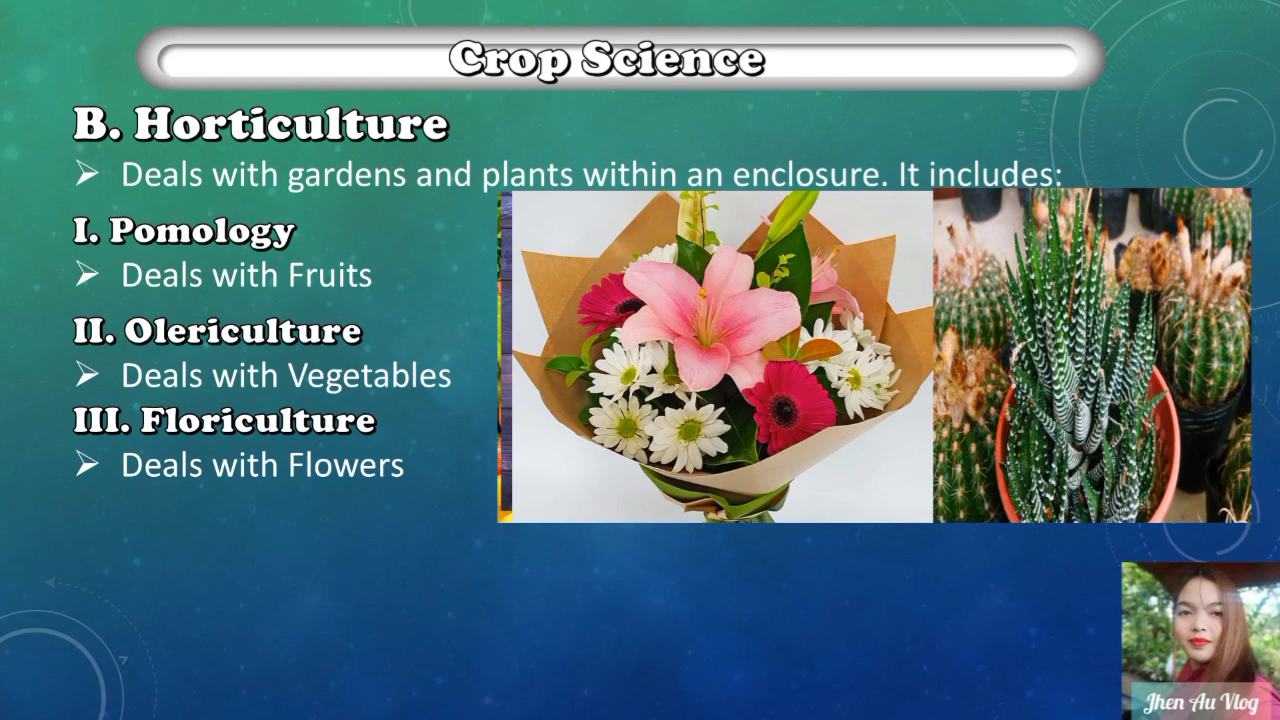 Crop Science
B. Horticulture
➢ Deals with gardens and plants within an enclosure. It includes:
I. Pomology
➢ Deals with Fruits
II. Olericulture
➢ Deals with Vegetables
III. Floriculture
➢ Deals with Flowers
Jhen Au Vlog